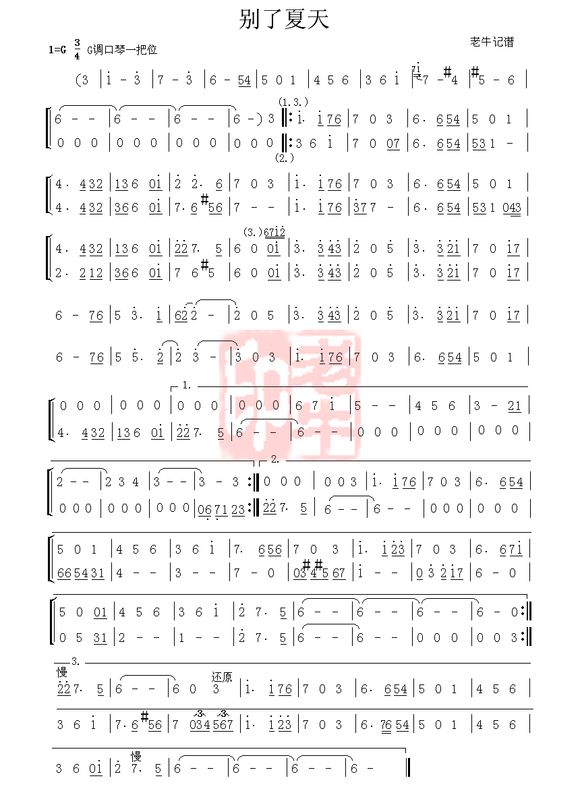 别了夏天
1=G 3/4 G调口琴一把位
老牛记谱
(3 | i - 3 | 7 - 3 | 6 - 54 | 5 0 1 | 4 5 6 | 3 6 i | 7i 7 - #4 | #5 - 6 |
(1.3.)
6 - - | 6 - - | 6 - - | 6 -) 3 ‖: i. i76 | 7 0 3 | 6. 654 | 5 0 1 |
0 0 0 | 0 0 0 | 0 0 0 | 0 0 0 ‖: 3 6 i | 7 0 07 | 6. 654 | 531 - |
(2.)
4. 432 | 136 0i | 2 2. 6 | 7 0 3 | i. i76 | 7 0 3 | 6. 654 | 5 0 1 |
4. 432 | 366 0i | 7.6 #56 | 7 - - | i. i76 | 377 - | 6. 654 | 531 043 |
(3.) 67i2
4. 432 | 136 0i | 227. 5 | 6 0 0i | 3. 343 | 2 0 5 | 3. 32i | 7 0 i7 |
2. 212 | 366 0i | 7 6 #5 | 6 0 0i | 3. 343 | 2 0 5 | 3. 32i | 7 0 i7 |
6 - 76 | 5 3. i | 622 - | 2 0 5 | 3. 343 | 2 0 5 | 3. 32i | 7 0 i7 |
6 - 76 | 5 5. 2 | 2 3 - | 3 0 3 | i. i76 | 7 0 3 | 6. 654 | 5 0 1 |
1.
0 0 0 | 0 0 0 | 0 0 0 | 0 0 0 | 6 7 i | 5 - - | 4 5 6 | 3 - 21 |
4. 432 | 136 0i | 227. 5 | 6 - - | 6 - - | 0 0 0 | 0 0 0 | 0 0 0 |
2.
2 - - | 2 3 4 | 3 - - | 3 - 3 :‖ 0 0 0 | 0 0 3 | i. i76 | 7 0 3 | 6. 654 |
0 0 0 | 0 0 0 | 0 0 0 | 0671 23 :‖ 227. 5 | 6 - - | 6 - - | 0 0 0 | 0 0 0 |
5 0 1 | 4 5 6 | 3 6 i | 7. 656 | 7 0 3 | i. i23 | 7 0 3 | 6. 67i |
665431 | 4 - - | 3 - - | 7 - 0 | 03#4#567 | i - - | 0 32i7 | 6 - 0 |
5 0 0i | 4 5 6 | 3 6 i | 2 7. 5 | 6 - - | 6 - - | 6 - - | 6 - 0 :‖
0 5 31 | 2 - - | 1 - - | 2 7. 5 | 6 - - | 6 - - | 0 0 0 | 0 0 3 :‖
3.
慢 还原
227. 5 | 6 - - | 6 0 3 | i. i76 | 7 0 3 | 6. 654 | 5 0 1 | 4 5 6 |
3 6 i | 7.6 #56 | 7 034 567 | i. i23 | 7 0 3 | 6. 7654 | 5 0 1 | 4 5 6 |
慢
3 6 0i | 2 7. 5 | 6 - - | 6 - - | 6 - - | 6 - - ‖